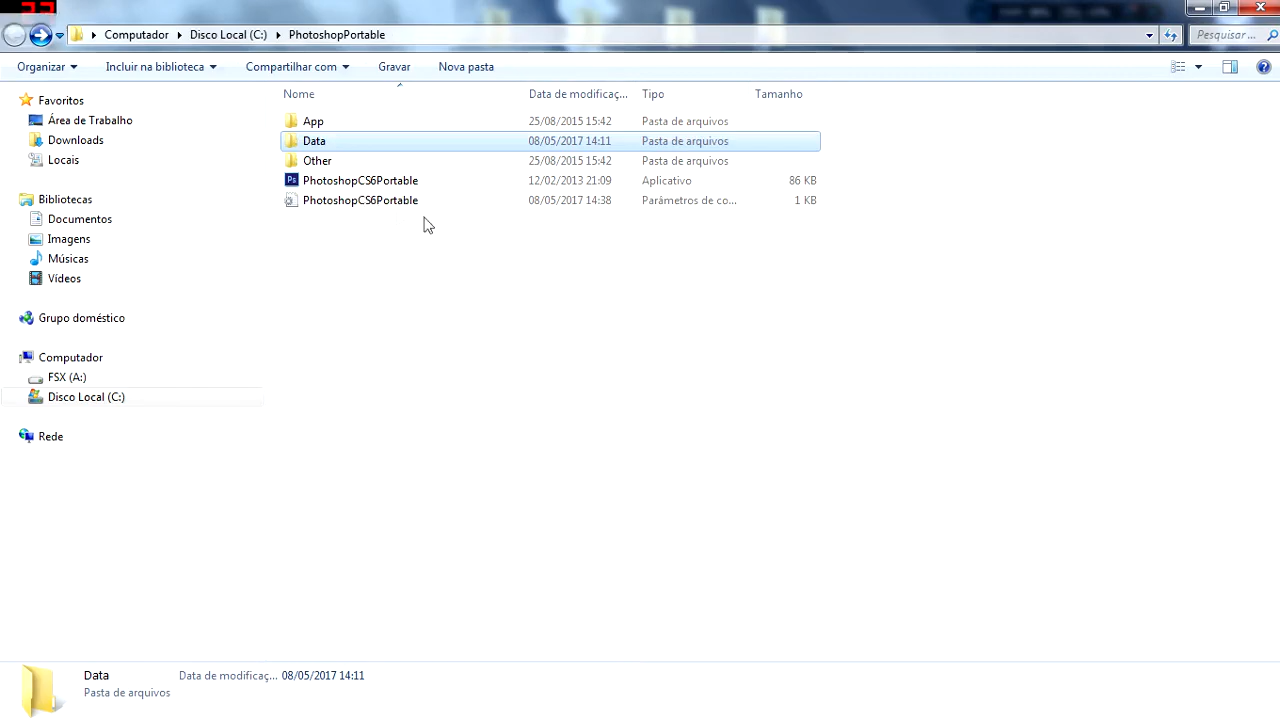 Computador Disco Local (C:) PhotoshopPortable Pesquisar ...
Organizar Incluir na biblioteca Compartilhar com Gravar Nova pasta
Nome Data de modificaç... Tipo Tamanho
Favoritos
Área de Trabalho
Downloads
Locais
Bibliotecas
Documentos
Imagens
Músicas
Vídeos
Grupo doméstico
Computador
FSX (A:)
Disco Local (C:)
Rede
App 25/08/2015 15:42 Pasta de arquivos
Data 08/05/2017 14:11 Pasta de arquivos
Other 25/08/2015 15:42 Pasta de arquivos
PhotoshopCS6Portable 12/02/2013 21:09 Aplicativo 86 KB
PhotoshopCS6Portable 08/05/2017 14:38 Parâmetros de co... 1 KB
Data Data de modificaç... 08/05/2017 14:11
Pasta de arquivos